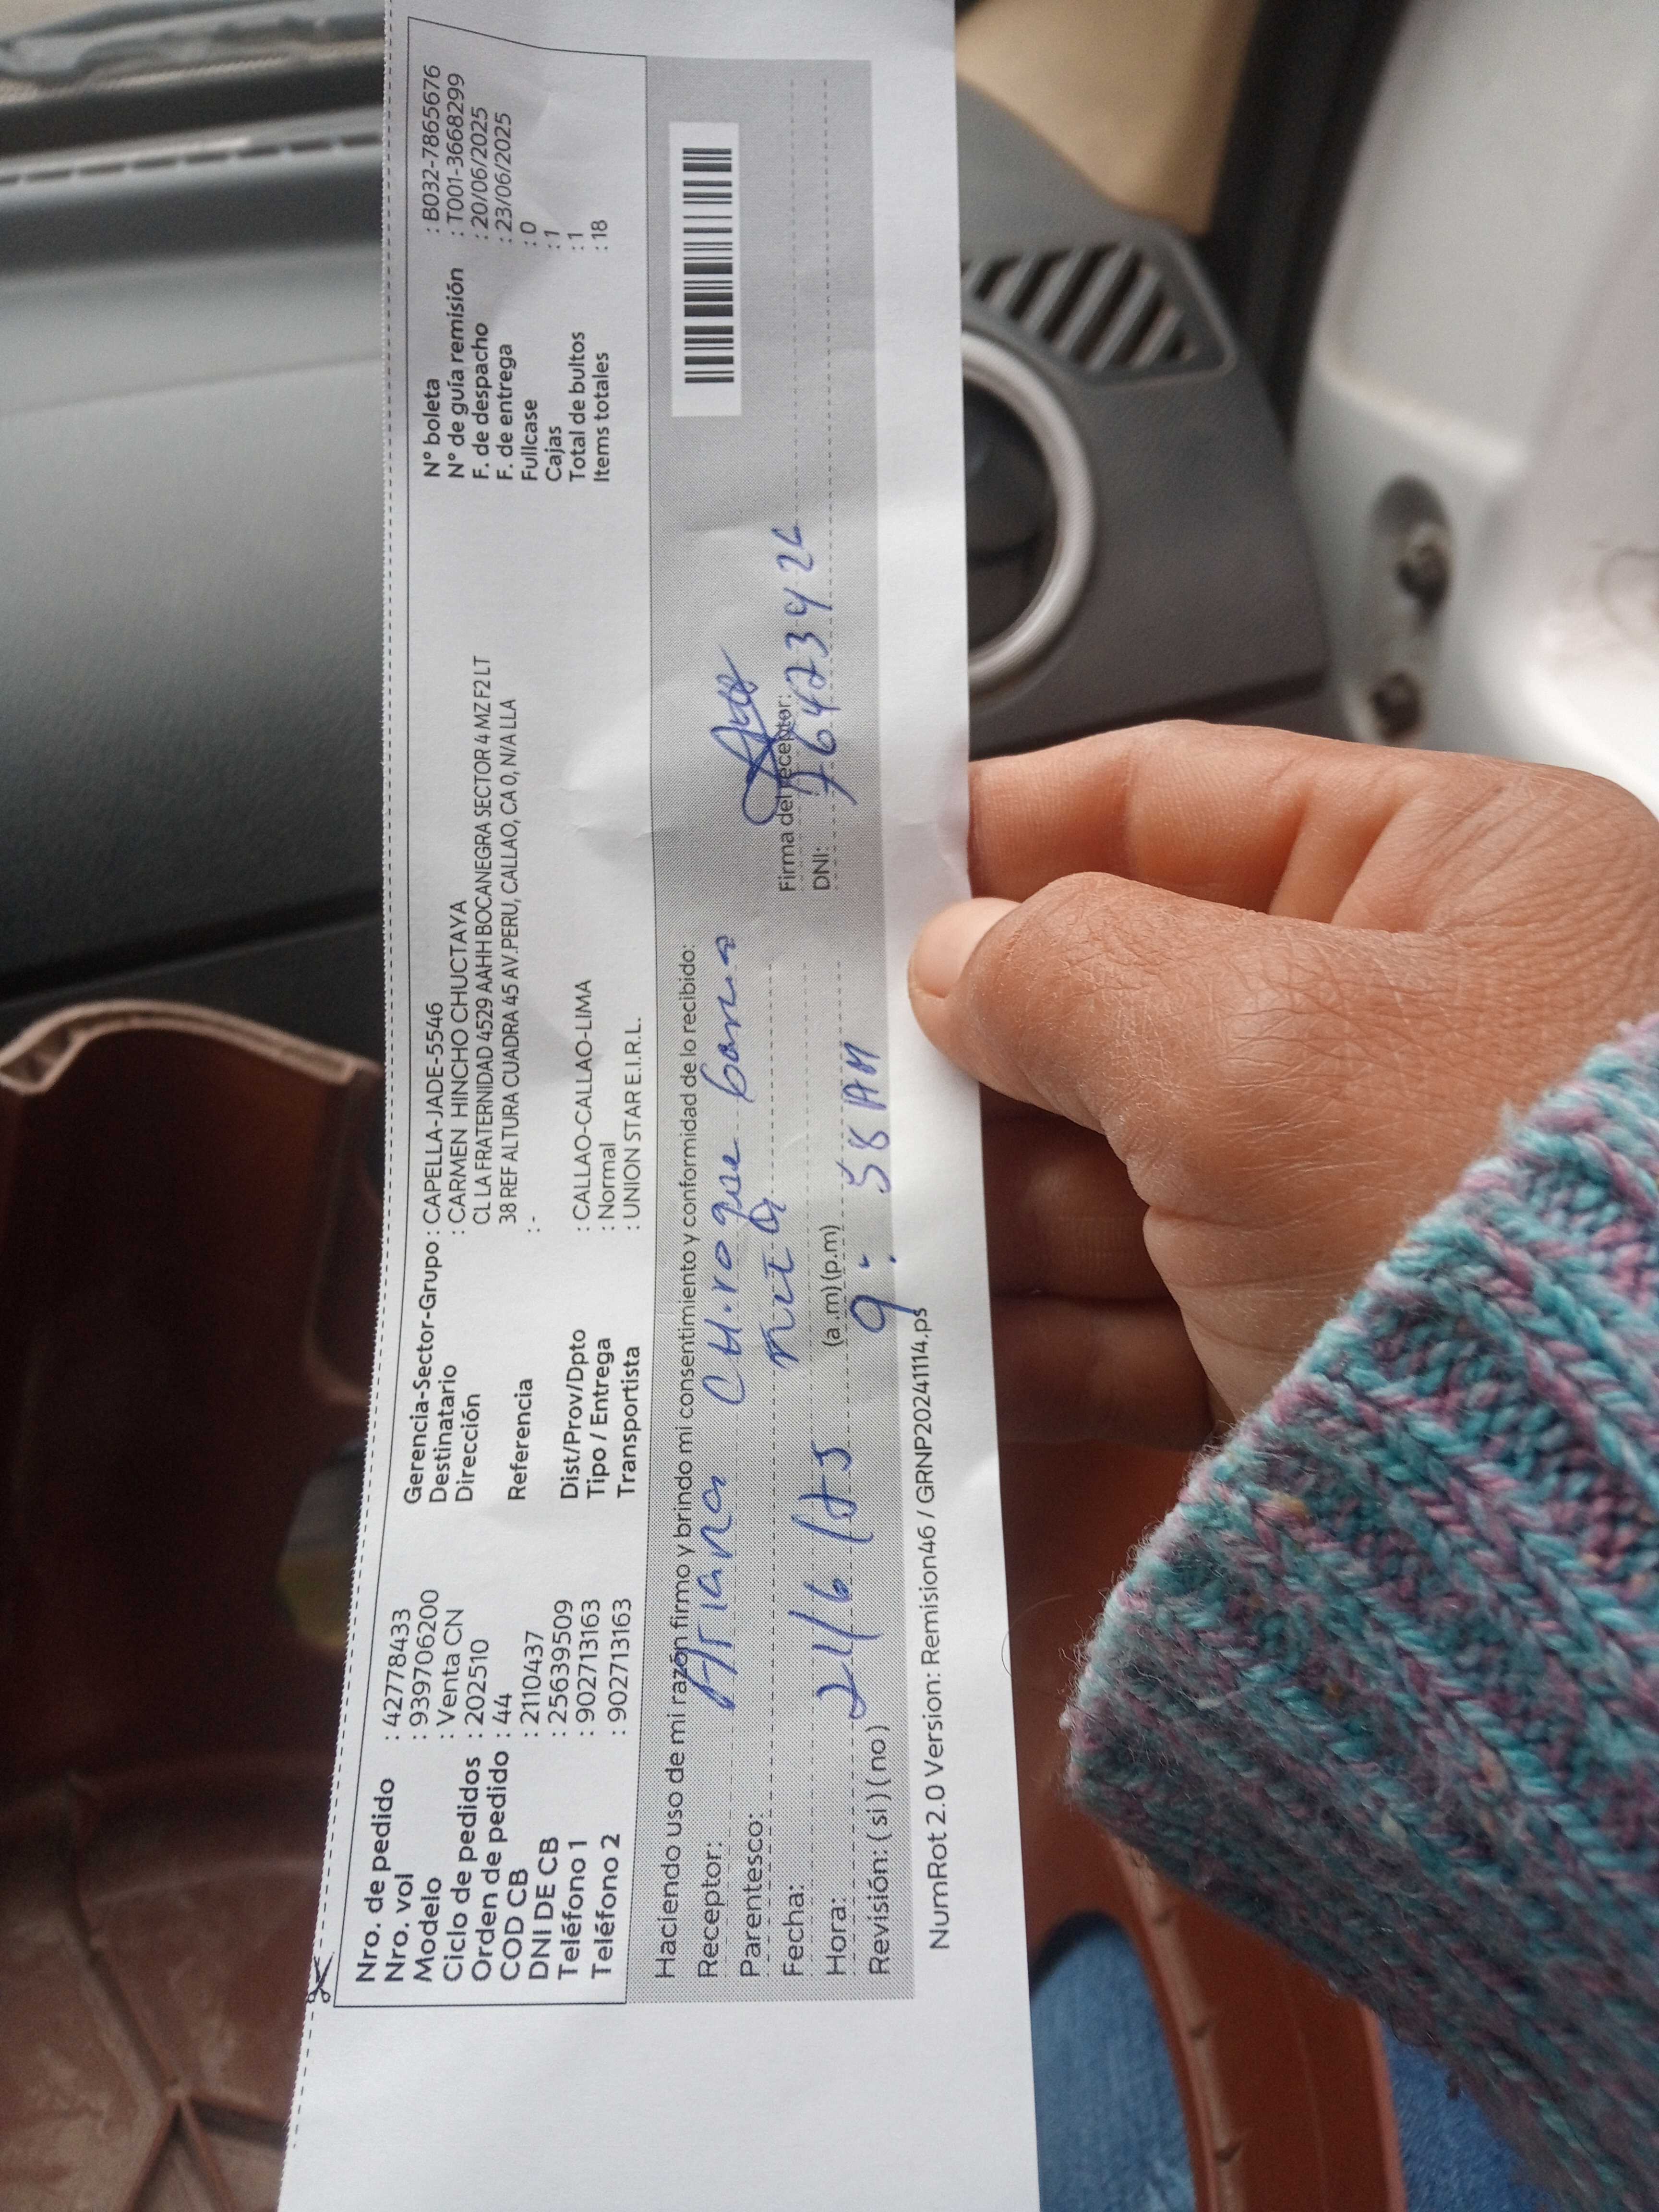 Nro. de pedido : 42778433
Nro. vol : 939706200
Modelo : Venta CN
Ciclo de pedidos : 202510
Orden de pedido : 44
COD CB : 2110437
DNI DE CB : 25639509
Teléfono 1 : 902713163
Teléfono 2 : 902713163
Gerencia-Sector-Grupo : CAPELLA-JADE-5546
Destinatario : CARMEN HINCHO CHUCTAYA
Dirección CL LA FRATERNIDAD 4529 AAHH BOCANEGRA SECTOR 4 MZ F2 LT
38 REF ALTURA CUADRA 45 AV.PERU, CALLAO, CA 0, N/A LLA
Referencia : -
Dist/Prov/Dpto : CALLAO-CALLAO-LIMA
Tipo / Entrega : Normal
Transportista : UNION STAR E.I.R.L.
N° boleta : B032-7865676
N° de guía remisión : T001-3668299
F. de despacho : 20/06/2025
F. de entrega : 23/06/2025
Fullcase : 0
Cajas : 1
Total de bultos : 1
Items totales : 18
Haciendo uso de mi razón firmo y brindo mi consentimiento y conformidad de lo recibido:
Receptor: Ariana
Parentesco:
Firma del receptor:
Fecha:
DNI:
Hora: (a.m) (p.m)
9:58 AM
Revisión: ( si ) ( no )
NumRot 2.0 Version: Remision46 / GRNP20241114.ps